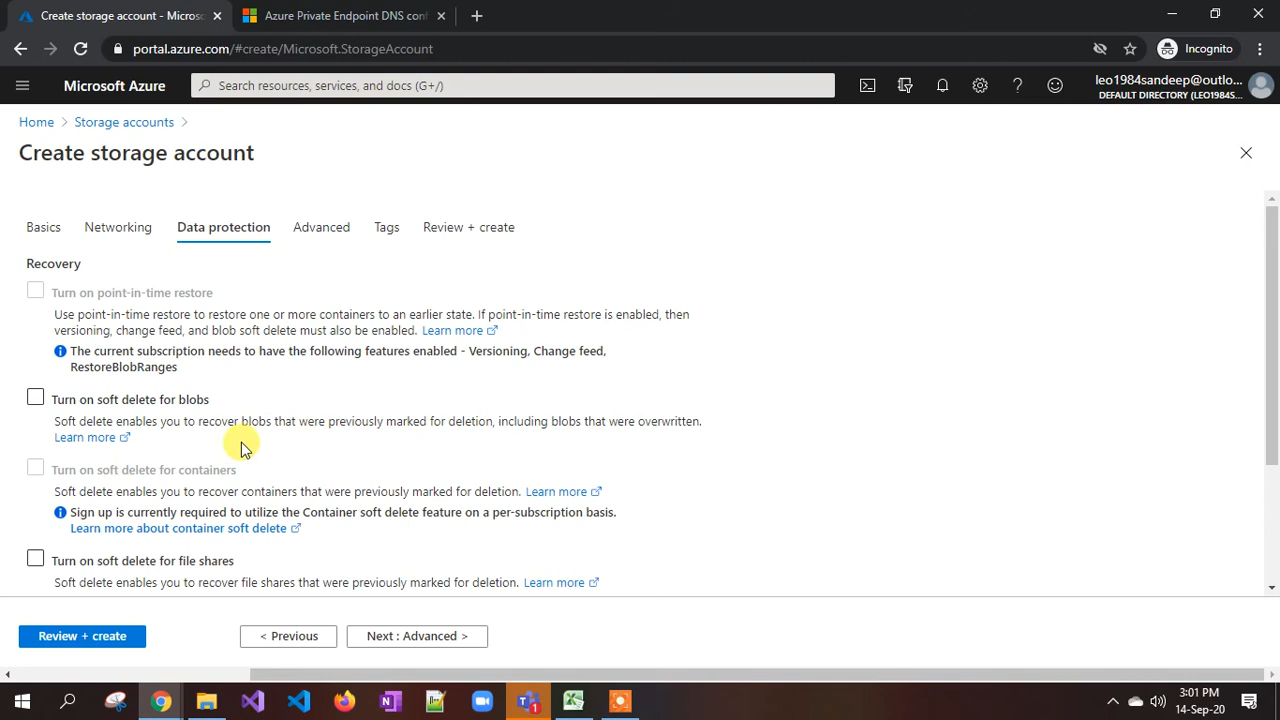 Create storage account - Microsc
Azure Private Endpoint DNS conf
portal.azure.com/#create/Microsoft.StorageAccount
Incognito
Microsoft Azure
Search resources, services, and docs (G+/)
leo1984sandeep@outlo...
DEFAULT DIRECTORY (LEO1984S...
Home > Storage accounts >
Create storage account
Basics Networking Data protection Advanced Tags Review + create
Recovery
Turn on point-in-time restore
Use point-in-time restore to restore one or more containers to an earlier state. If point-in-time restore is enabled, then
versioning, change feed, and blob soft delete must also be enabled. Learn more
The current subscription needs to have the following features enabled - Versioning, Change feed,
RestoreBlobRanges
Turn on soft delete for blobs
Soft delete enables you to recover blobs that were previously marked for deletion, including blobs that were overwritten.
Learn more
Turn on soft delete for containers
Soft delete enables you to recover containers that were previously marked for deletion. Learn more
Sign up is currently required to utilize the Container soft delete feature on a per-subscription basis.
Learn more about container soft delete
Turn on soft delete for file shares
Soft delete enables you to recover file shares that were previously marked for deletion. Learn more
Review + create < Previous Next : Advanced >
3:01 PM
14-Sep-20